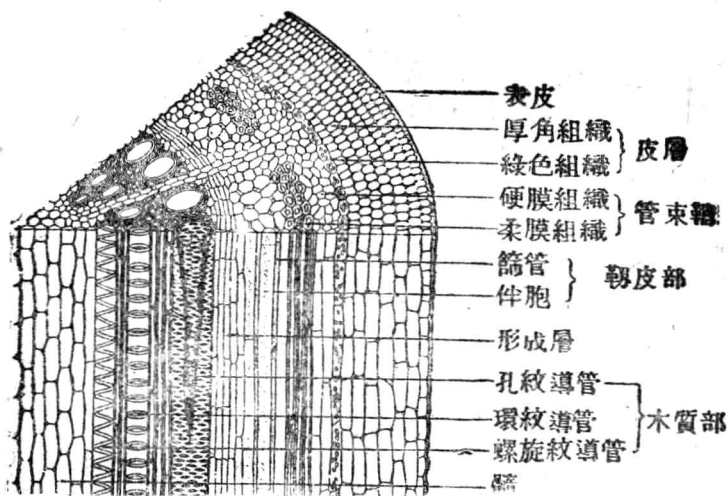 表皮
厚角組織
綠色組織
皮層
硬膜組織
柔膜組織
管束鞘
篩管
伴胞
韌皮部
形成層
孔紋導管
環紋導管
螺旋紋導管
木質部
髓